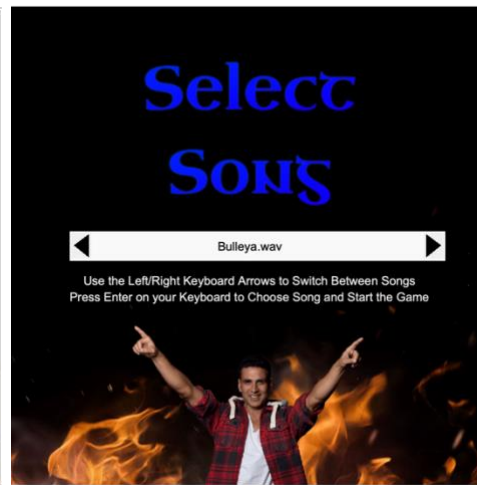 Select
Song
Bulleya.wav
Use the Left/Right Keyboard Arrows to Switch Between Songs
Press Enter on your Keyboard to Choose Song and Start the Game